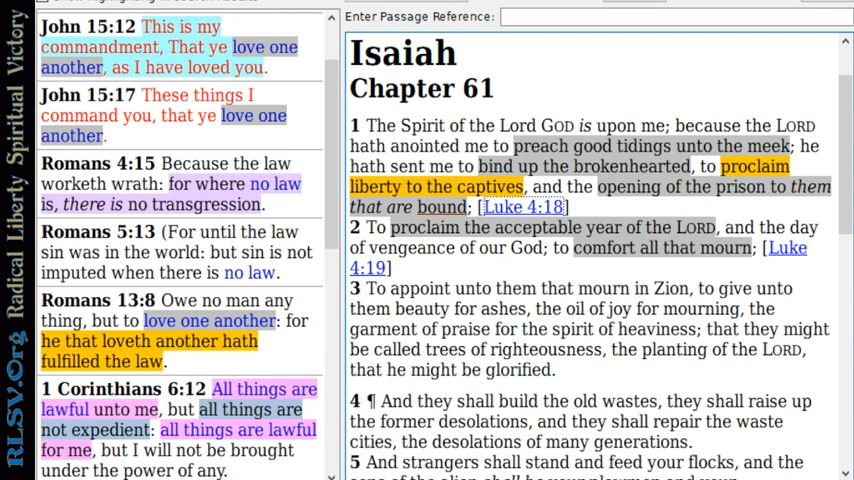 RLSV.Org Radical Liberty Spiritual Victory
John 15:12 This is my
commandment, That ye love one
another, as I have loved you.
John 15:17 These things I
command you, that ye love one
another.
Romans 4:15 Because the law
worketh wrath: for where no law
is, there is no transgression.
Romans 5:13 (For until the law
sin was in the world: but sin is not
imputed when there is no law.
Romans 13:8 Owe no man any
thing, but to love one another: for
he that loveth another hath
fulfilled the law.
1 Corinthians 6:12 All things are
lawful unto me, but all things are
not expedient: all things are lawful
for me, but I will not be brought
under the power of any.
Enter Passage Reference:
Isaiah
Chapter 61
1 The Spirit of the Lord GOD is upon me; because the LORD
hath anointed me to preach good tidings unto the meek; he
hath sent me to bind up the brokenhearted, to proclaim
liberty to the captives, and the opening of the prison to them
that are bound; [Luke 4:18]
2 To proclaim the acceptable year of the LORD, and the day
of vengeance of our God; to comfort all that mourn; [Luke
4:19]
3 To appoint unto them that mourn in Zion, to give unto
them beauty for ashes, the oil of joy for mourning, the
garment of praise for the spirit of heaviness; that they might
be called trees of righteousness, the planting of the LORD,
that he might be glorified.
4 ¶ And they shall build the old wastes, they shall raise up
the former desolations, and they shall repair the waste
cities, the desolations of many generations.
5 And strangers shall stand and feed your flocks, and the